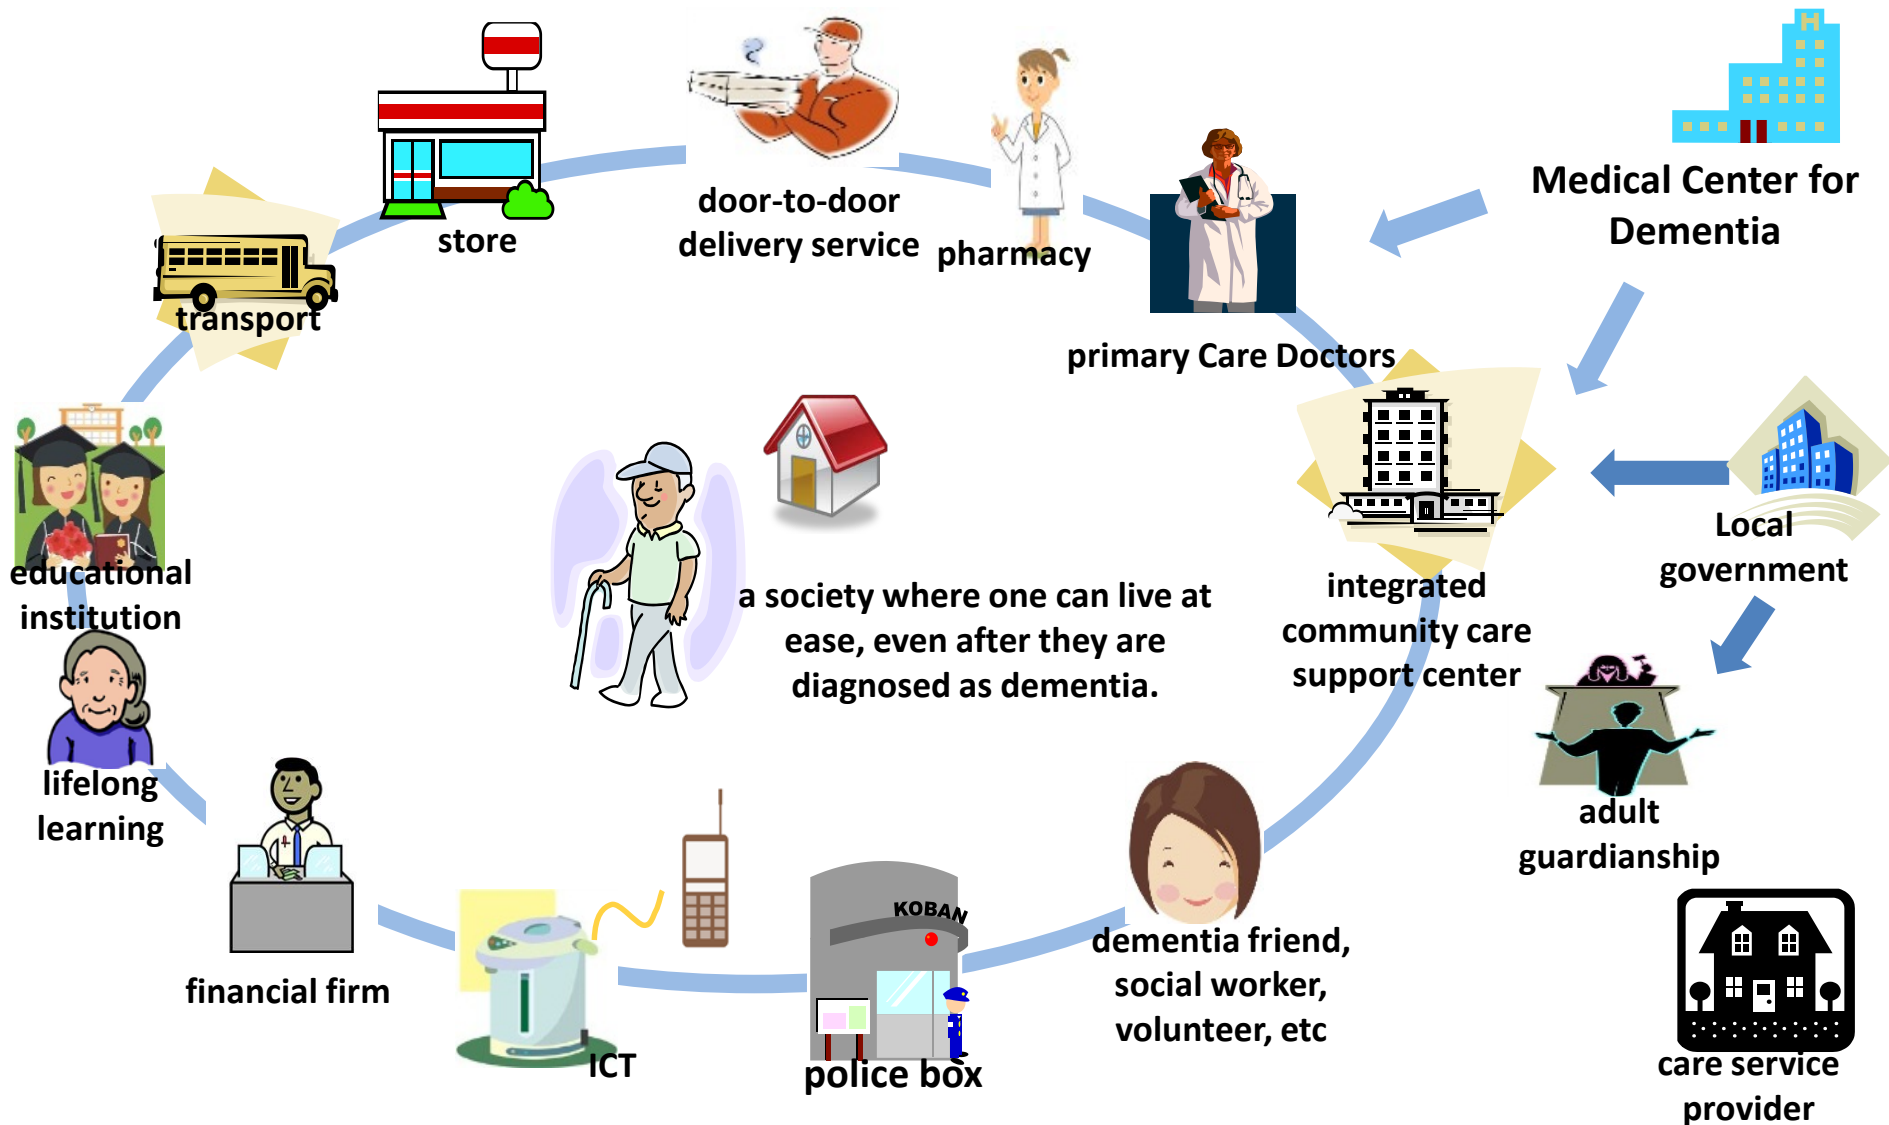 H
Medical Center for
Dementia
store
door-to-door
delivery service
pharmacy
primary Care Doctors
transport
educational
institution
a society where one can live at
ease, even after they are
diagnosed as dementia.
integrated
community care
support center
Local
government
lifelong
learning
adult
guardianship
financial firm
ICT
KOBAN
police box
dementia friend,
social worker,
volunteer, etc
care service
provider